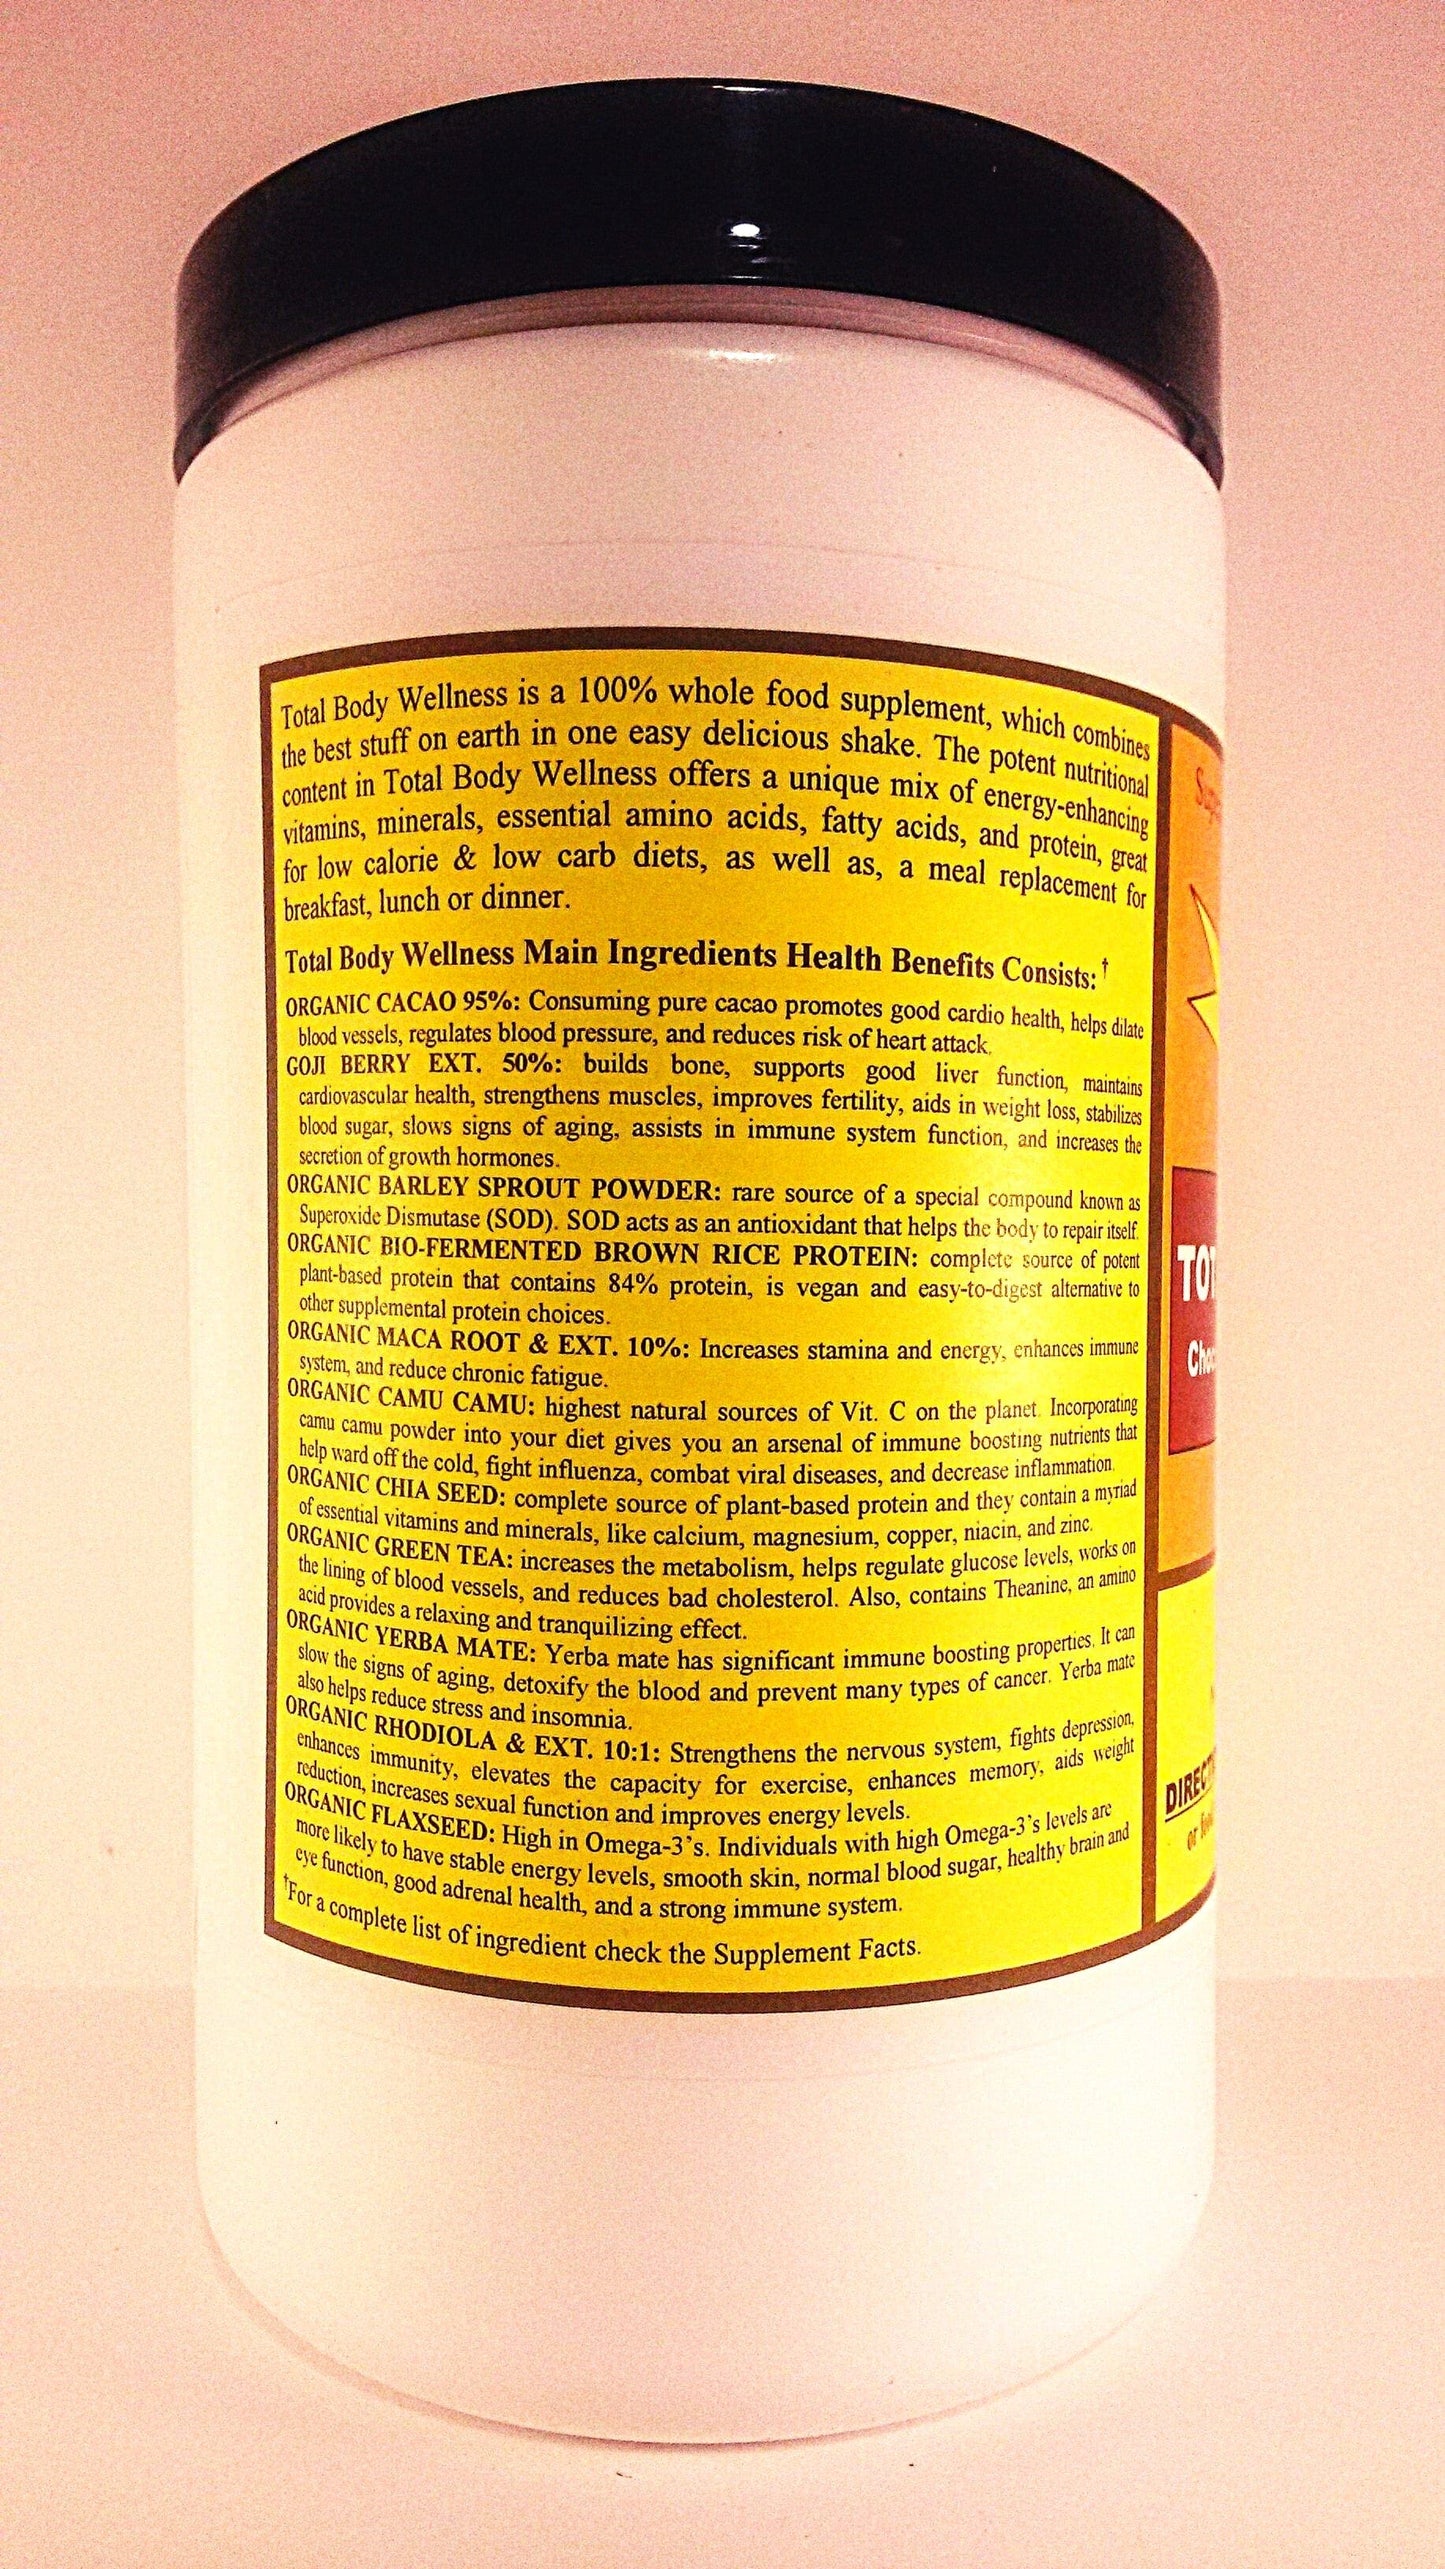 Total Body Wellness is a 100% whole food supplement, which combines
the best stuff on earth in one easy delicious shake. The potent nutritional
content in Total Body Wellness offers a unique mix of energy-enhancing
vitamins, minerals, essential amino acids, fatty acids, and protein, great
for low calorie & low carb diets, as well as, a meal replacement for
breakfast, lunch or dinner.
Total Body Wellness Main Ingredients Health Benefits Consists:†
ORGANIC CACAO 95%: Consuming pure cacao promotes good cardio health, helps dilate
blood vessels, regulates blood pressure, and reduces risk of heart attack.
GOJI BERRY EXT. 50%: builds bone, supports good liver function, maintains
cardiovascular health, strengthens muscles, improves fertility, aids in weight loss, stabilizes
blood sugar, slows signs of aging, assists in immune system function, and increases the
secretion of growth hormones.
ORGANIC BARLEY SPROUT POWDER: rare source of a special compound known as
Superoxide Dismutase (SOD). SOD acts as an antioxidant that helps the body to repair itself.
ORGANIC BIO-FERMENTED BROWN RICE PROTEIN: complete source of potent
plant-based protein that contains 84% protein, is vegan and easy-to-digest alternative to
other supplemental protein choices.
ORGANIC MACA ROOT & EXT. 10%: Increases stamina and energy, enhances immune
system, and reduce chronic fatigue.
ORGANIC CAMU CAMU: highest natural sources of Vit. C on the planet. Incorporating
camu camu powder into your diet gives you an arsenal of immune boosting nutrients that
help ward off the cold, fight influenza, combat viral diseases, and decrease inflammation.
ORGANIC CHIA SEED: complete source of plant-based protein and they contain a myriad
of essential vitamins and minerals, like calcium, magnesium, copper, niacin, and zinc.
ORGANIC GREEN TEA: increases the metabolism, helps regulate glucose levels, works on
the lining of blood vessels, and reduces bad cholesterol. Also, contains Theanine, an amino
acid provides a relaxing and tranquilizing effect.
ORGANIC YERBA MATE: Yerba mate has significant immune boosting properties. It can
slow the signs of aging, detoxify the blood and prevent many types of cancer. Yerba mate
also helps reduce stress and insomnia.
ORGANIC RHODIOLA & EXT. 10:1: Strengthens the nervous system, fights depression,
enhances immunity, elevates the capacity for exercise, enhances memory, aids weight
reduction, increases sexual function and improves energy levels.
ORGANIC FLAXSEED: High in Omega-3's. Individuals with high Omega-3's levels are
more likely to have stable energy levels, smooth skin, normal blood sugar, healthy brain and
eye function, good adrenal health, and a strong immune system.
†For a complete list of ingredient check the Supplement Facts.
TOT
DIRECT
or